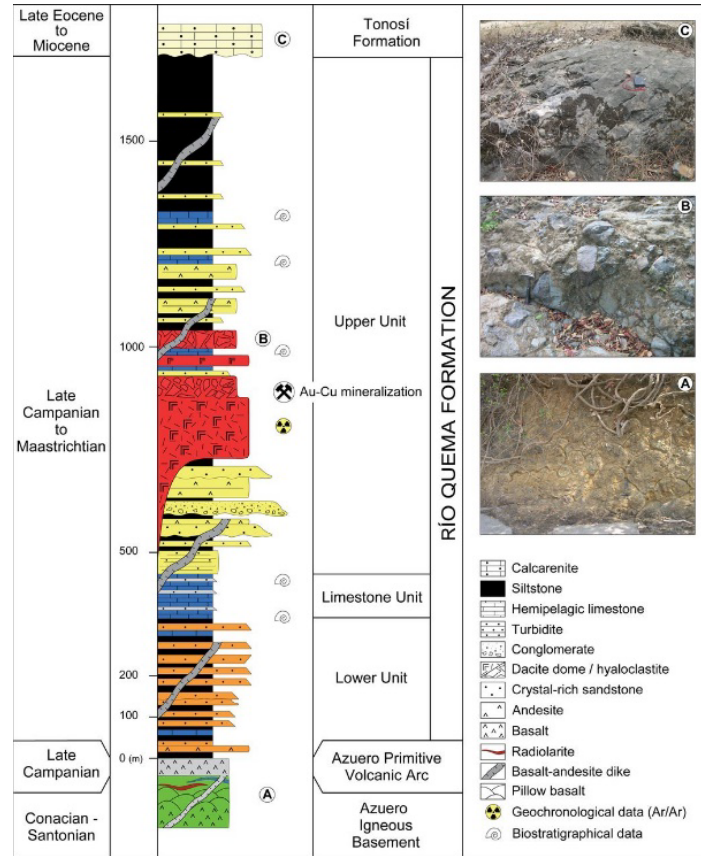 Late Eocene
to
Miocene
Late
Campanian
to
Maastrichtian
Late
Campanian
Conacian -
Santonian
1500
1000
500
200
100
0 (m)
C
B
Au-Cu mineralization
A
Tonosí
Formation
Upper Unit
Limestone Unit
Lower Unit
RÍO QUEMA FORMATION
Azuero Primitive
Volcanic Arc
Azuero
Igneous
Basement
C
B
A
Calcarenite
Siltstone
Hemipelagic limestone
Turbidite
Conglomerate
Dacite dome / hyaloclastite
Crystal-rich sandstone
Andesite
Basalt
Radiolarite
Basalt-andesite dike
Pillow basalt
Geochronological data (Ar/Ar)
Biostratigraphical data